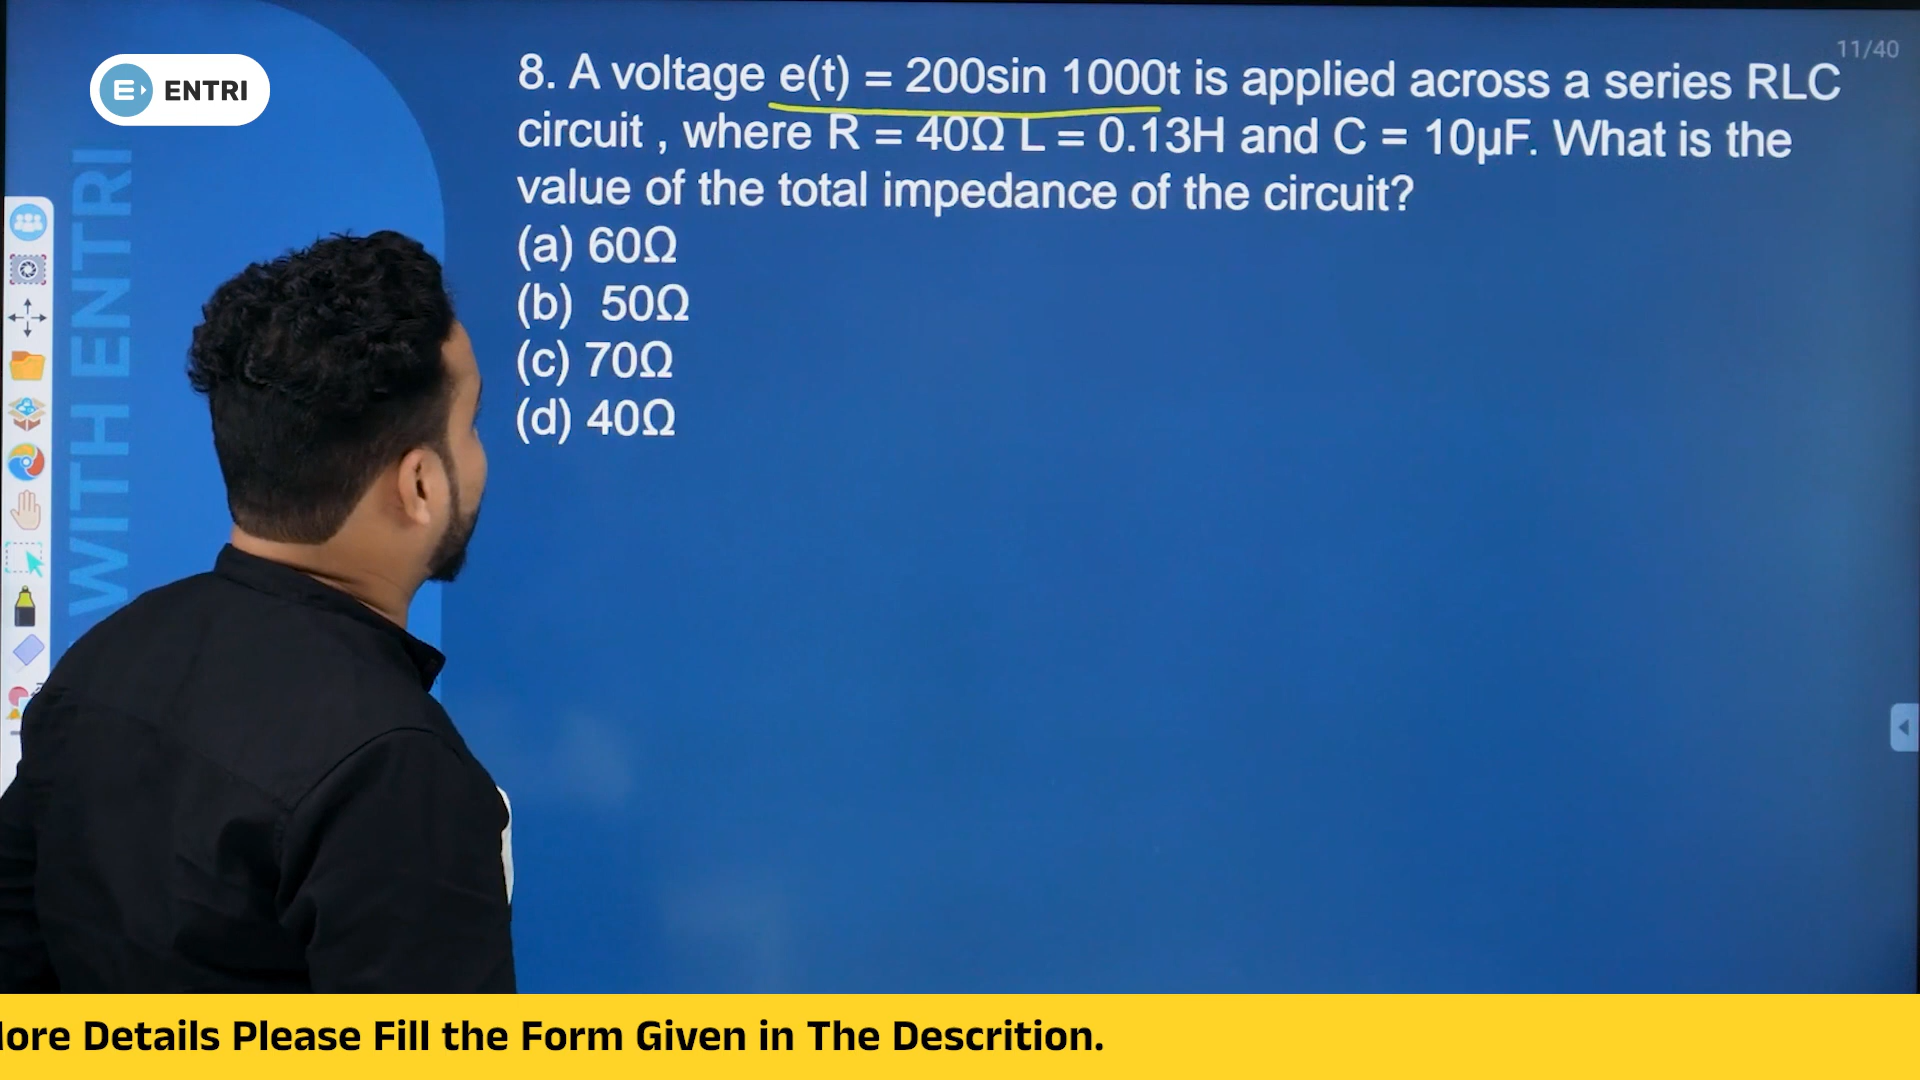 11/40
ENTRI
WITH ENTRI
8. A voltage e(t) = 200sin 1000t is applied across a series RLC
circuit , where R = 40Ω L = 0.13H and C = 10μF. What is the
value of the total impedance of the circuit?
(a) 60Ω
(b) 50Ω
(c) 70Ω
(d) 40Ω
Details Please Fill the Form Given in The Descrition.